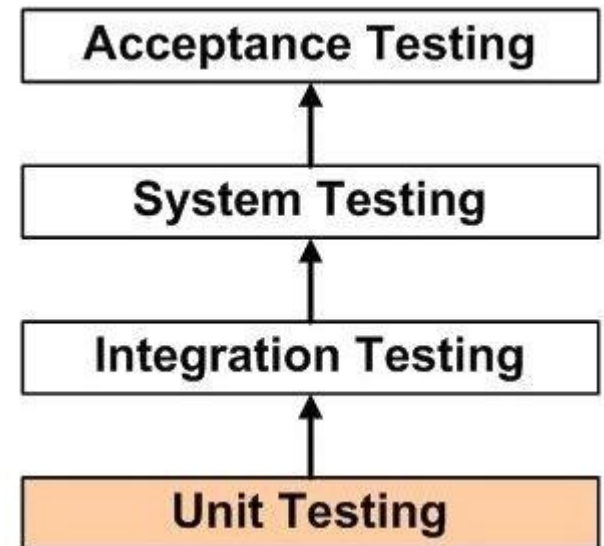 Acceptance Testing
System Testing
Integration Testing
Unit Testing